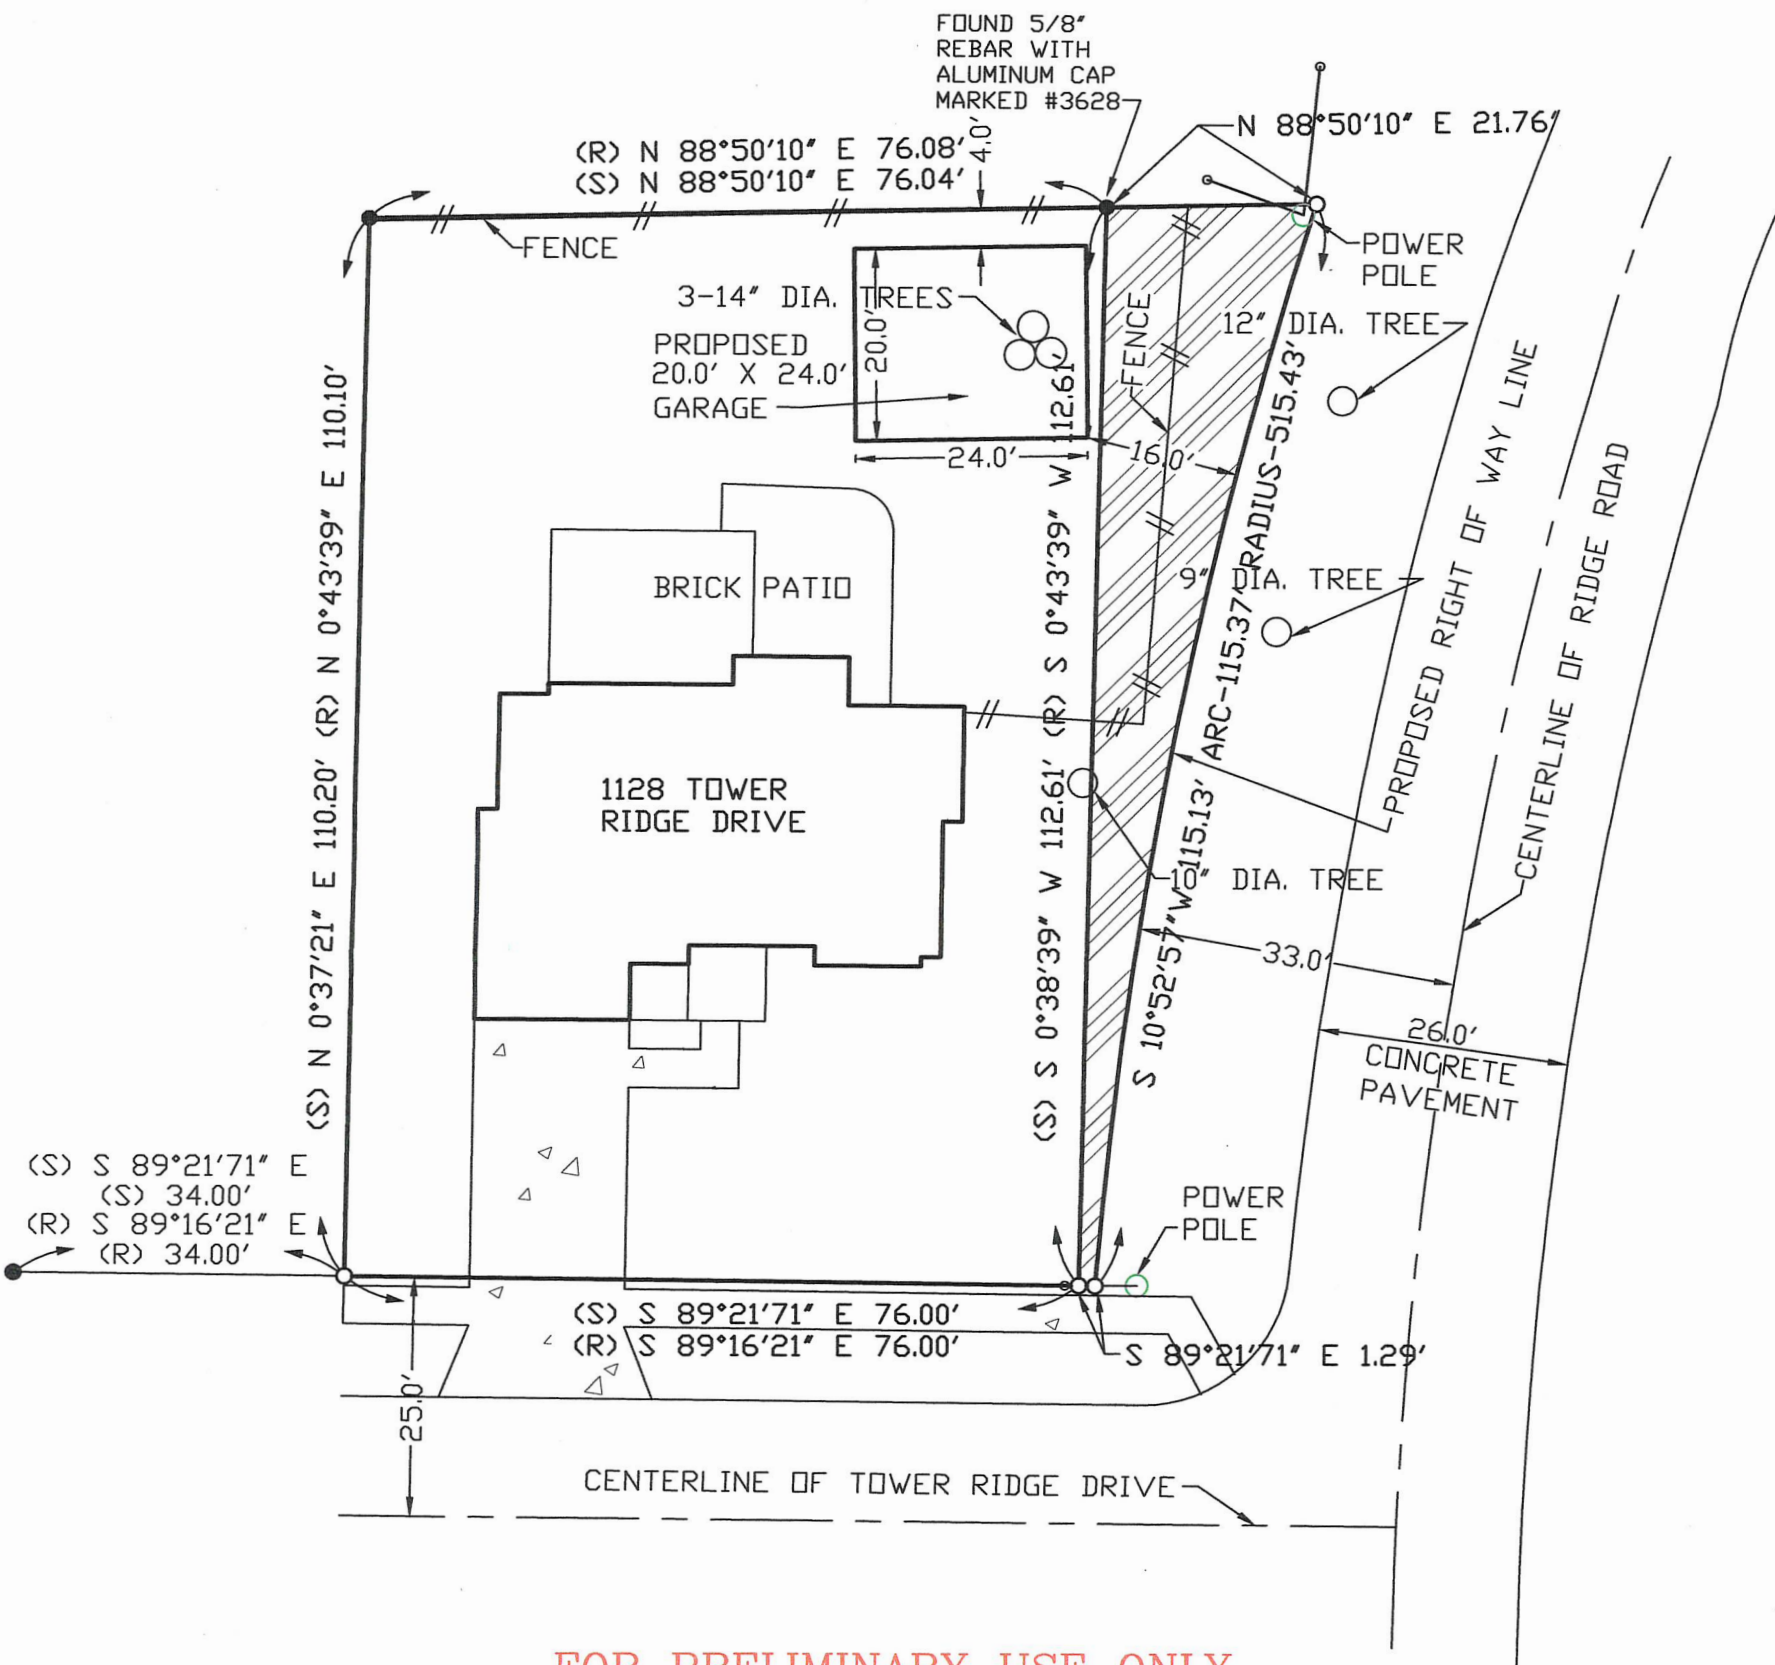 FOUND 5/8"
REBAR WITH
ALUMINUM CAP
MARKED #3628
N 88°50'10" E 21.76'
(R) N 88°50'10" E 76.08'
(S) N 88°50'10" E 76.04'
4.0'
FENCE
POWER
POLE
3-14" DIA. TREES
12" DIA. TREE
PROPOSED
20.0' X 24.0'
GARAGE
20.0'
24.0'
16.0'
FENCE
(S) N 0°37'21" E 110.20' (R) N 0°43'39" E 110.10'
(S) S 0°38'39" W 112.61' (R) S 0°43'39" W 112.61'
S 10°52'57"W 115.13' ARC-115.37' RADIUS-515.43'
PROPOSED RIGHT OF WAY LINE
CENTERLINE OF RIDGE ROAD
BRICK PATIO
9" DIA. TREE
1128 TOWER
RIDGE DRIVE
10" DIA. TREE
33.0'
26.0'
CONCRETE
PAVEMENT
(S) S 89°21'71" E
(S) 34.00'
(R) S 89°16'21" E
(R) 34.00'
POWER
POLE
(S) S 89°21'71" E 76.00'
(R) S 89°16'21" E 76.00'
S 89°21'71" E 1.29'
25.0'
CENTERLINE OF TOWER RIDGE DRIVE
FOR PRELIMINARY USE ONLY